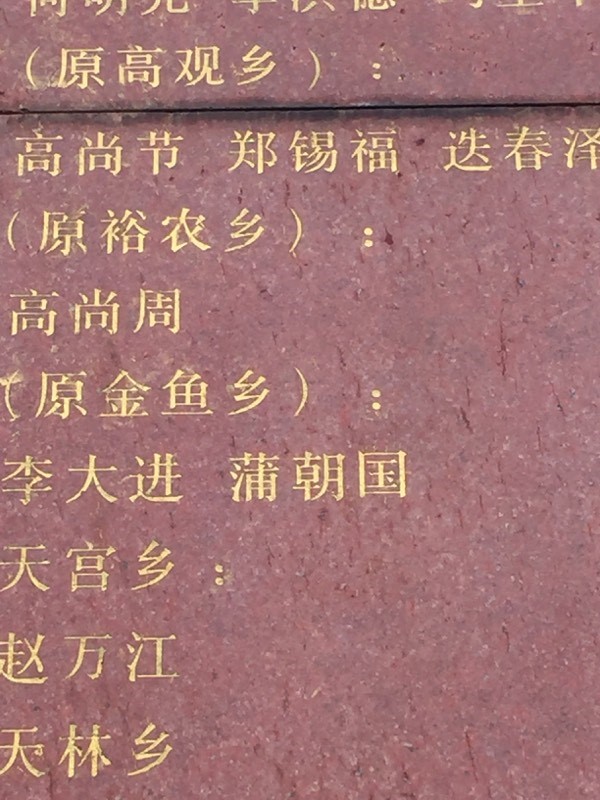 （原高观乡）：
高尚节 郑锡福 迭春泽
（原裕农乡）：
高尚周
（原金鱼乡）：
李大进 蒲朝国
天宫乡：
赵万江
天林乡